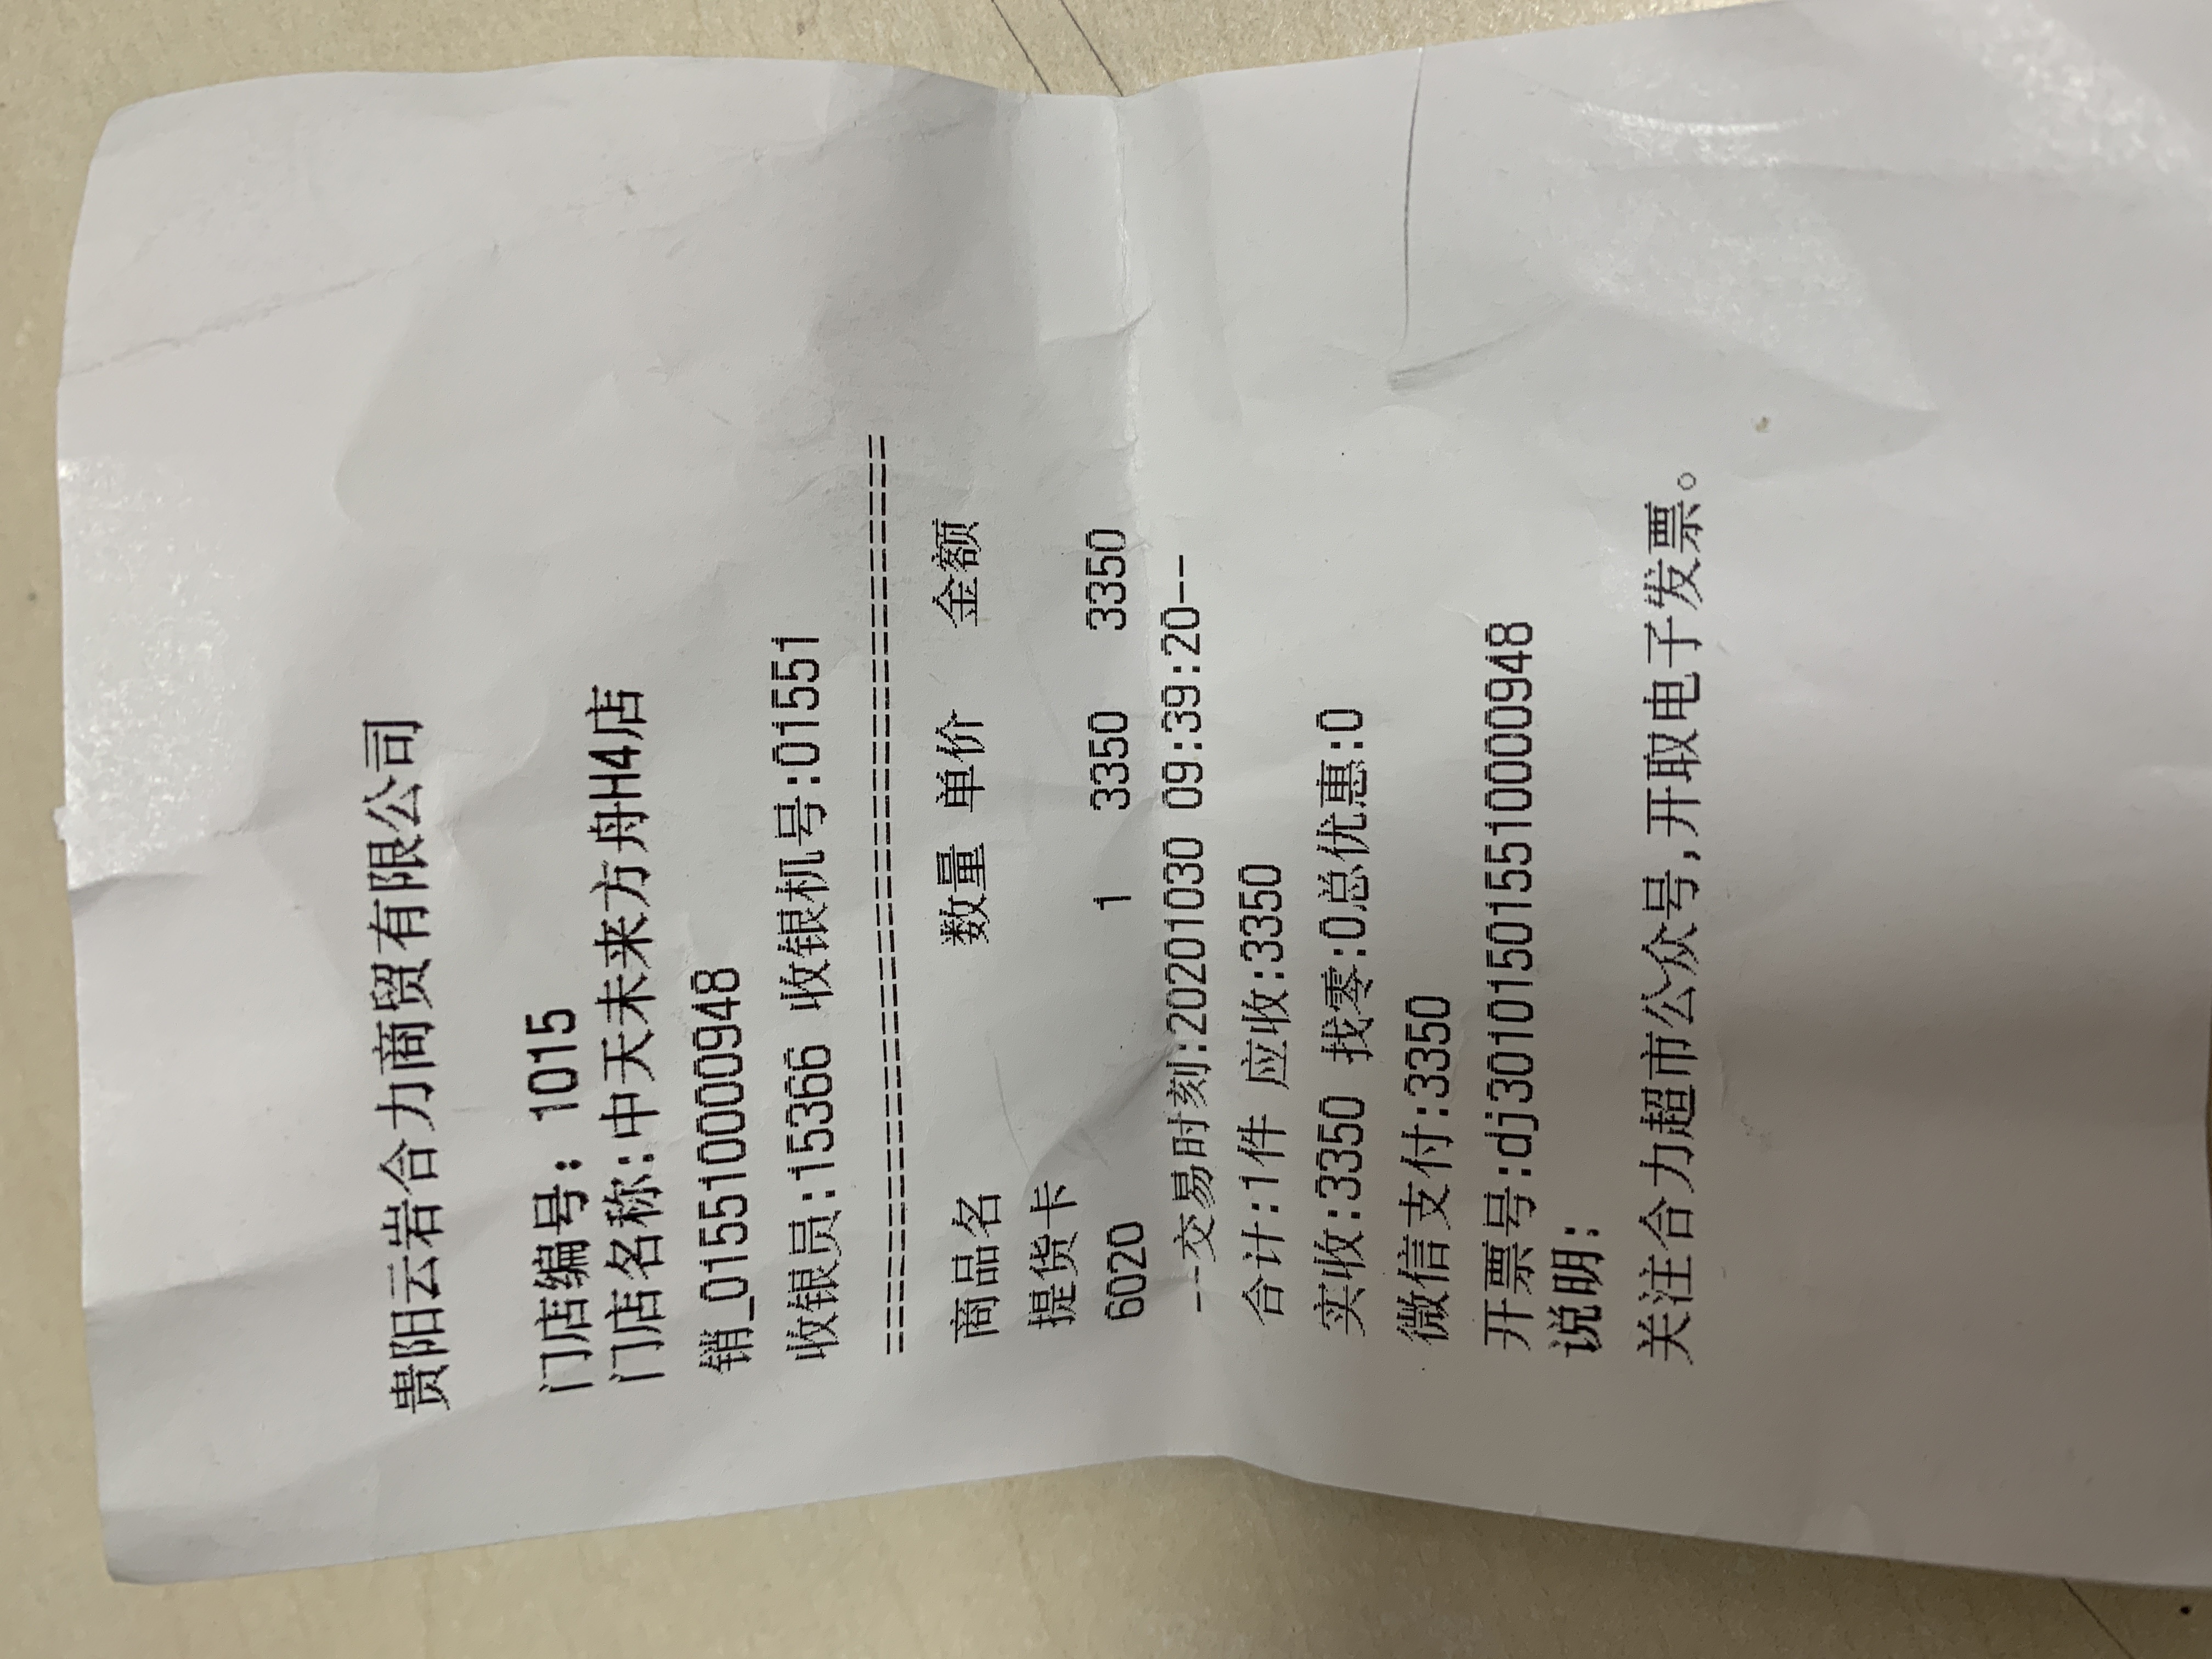 贵阳云岩合力商贸有限公司
门店编号: 1015
门店名称:中天未来方舟H4店
销_01551000948
收银员:15366 收银机号:01551
======================================
商品名 数量 单价 金额
提货卡
6020 1 3350 3350
--交易时刻:20201030 09:39:20--
合计:1件 应收:3350
实收:3350 找零:0总优惠:0
微信支付:3350
开票号:dj30101501551000948
说明:
关注合力超市公众号,开取电子发票。